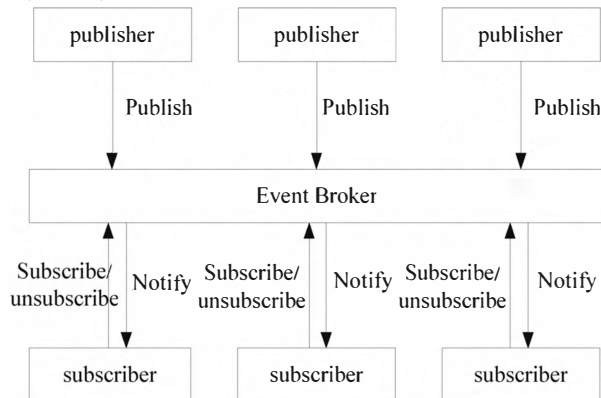 publisher publisher publisher
Publish Publish Publish
Event Broker
Subscribe/ Notify Subscribe/ Notify Subscribe/ Notify
unsubscribe unsubscribe unsubscribe
subscriber subscriber subscriber